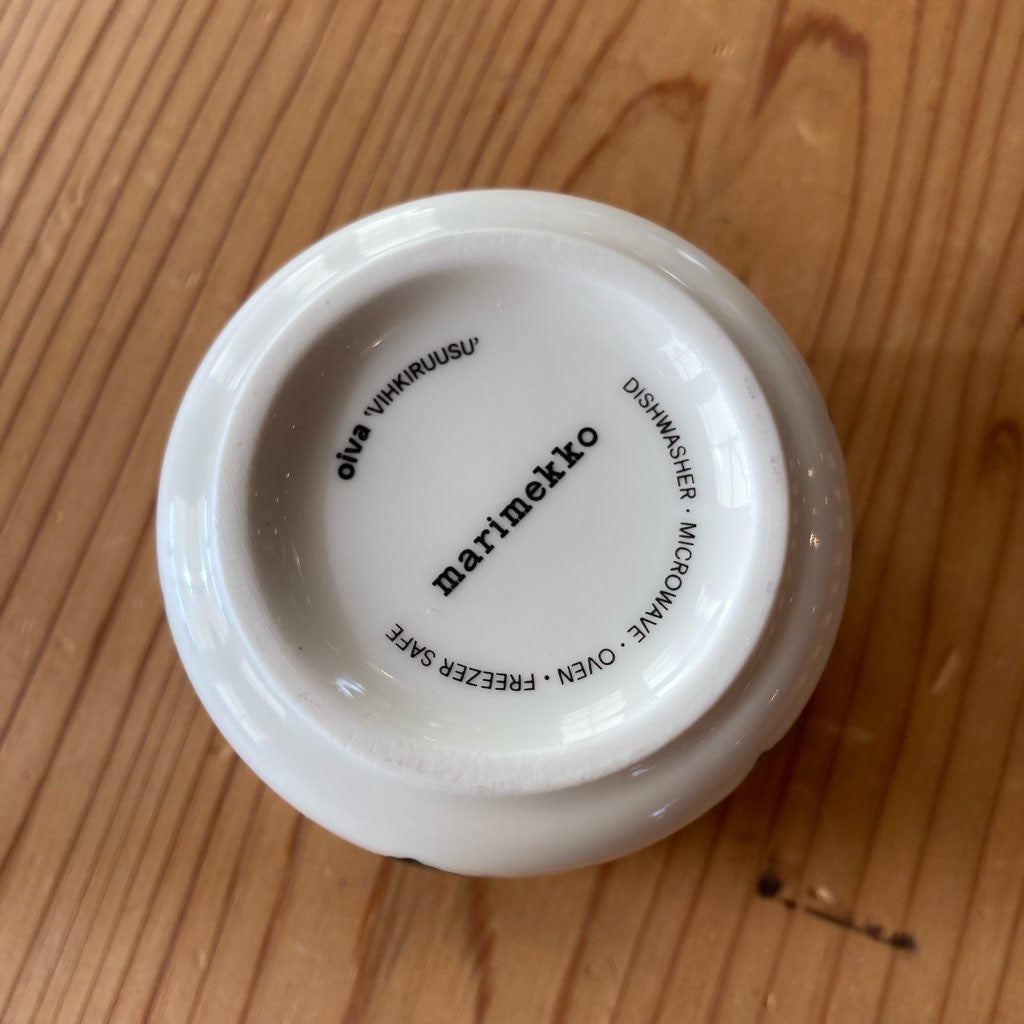 oiva 'VIHKIRUUSU'
marimekko
DISHWASHER · MICROWAVE · OVEN · FREEZER SAFE